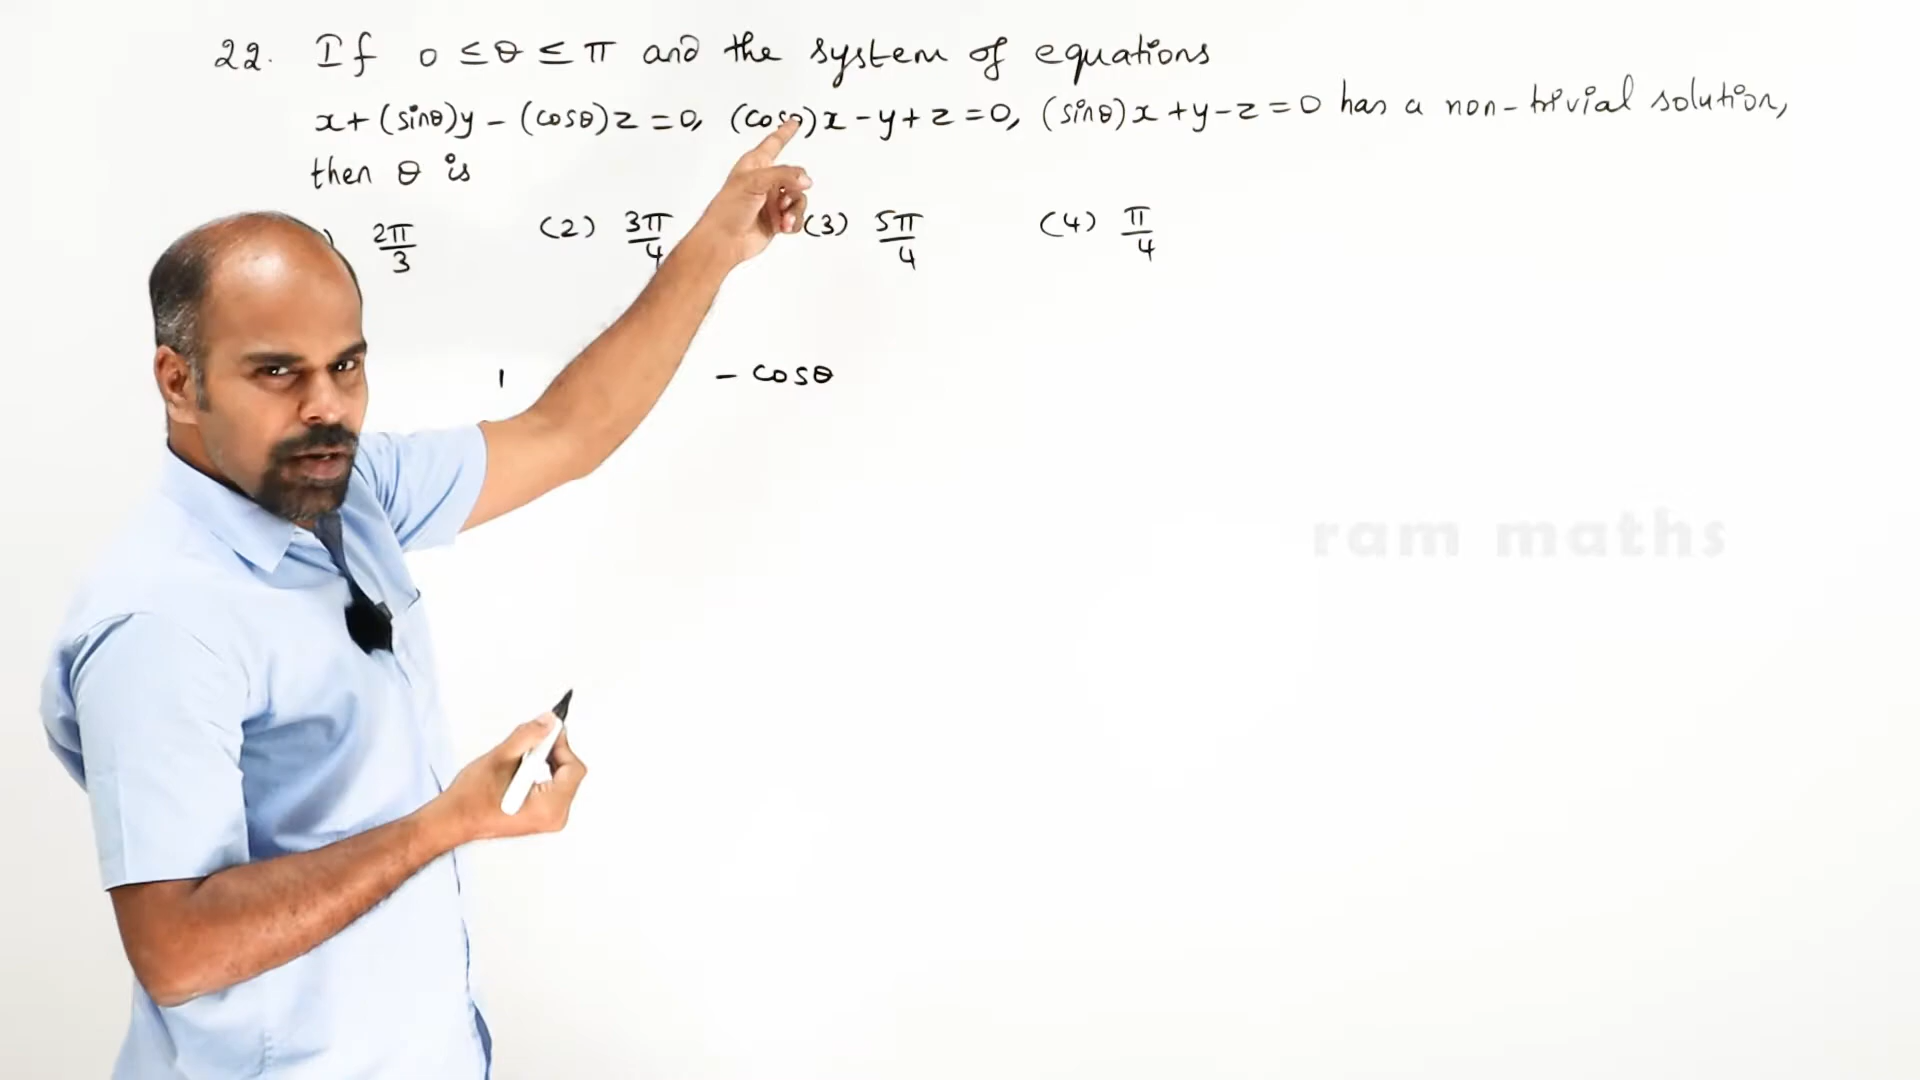 22. If 0 ≤ θ ≤ π and the system of equations
x+(sinθ)y-(cosθ)z=0, (cosθ)x-y+z=0, (sinθ)x+y-z=0 has a non-trivial solution,
then θ is
) 2π/3 (2) 3π/4 (3) 5π/4 (4) π/4
1 - cosθ
ram maths